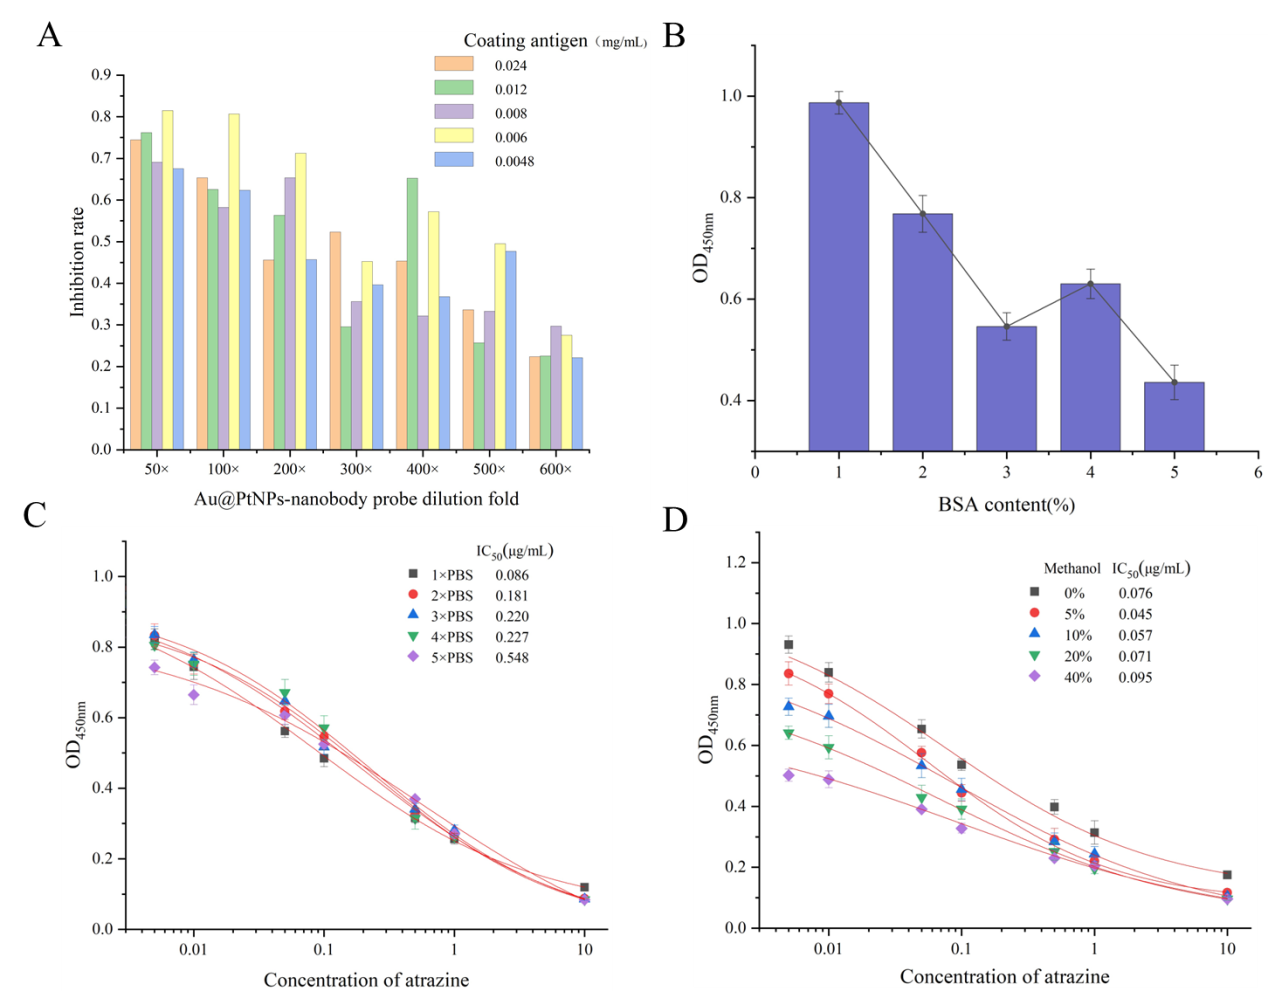 A
Coating antigen（mg/mL)
0.024
0.012
0.008
0.006
0.0048
0.9
0.8
0.7
0.6
0.5
0.4
0.3
0.2
0.1
0.0
Inhibition rate
50× 100× 200× 300× 400× 500× 600×
Au@PtNPs-nanobody probe dilution fold
B
1.0
0.8
0.6
0.4
OD450nm
0 1 2 3 4 5 6
BSA content(%)
C
IC50(μg/mL)
1×PBS 0.086
2×PBS 0.181
3×PBS 0.220
4×PBS 0.227
5×PBS 0.548
1.0
0.8
0.6
0.4
0.2
0.0
OD450nm
0.01 0.1 1 10
Concentration of atrazine
D
Methanol IC50(μg/mL)
0% 0.076
5% 0.045
10% 0.057
20% 0.071
40% 0.095
1.2
1.0
0.8
0.6
0.4
0.2
0.0
OD450nm
0.01 0.1 1 10
Concentration of atrazine